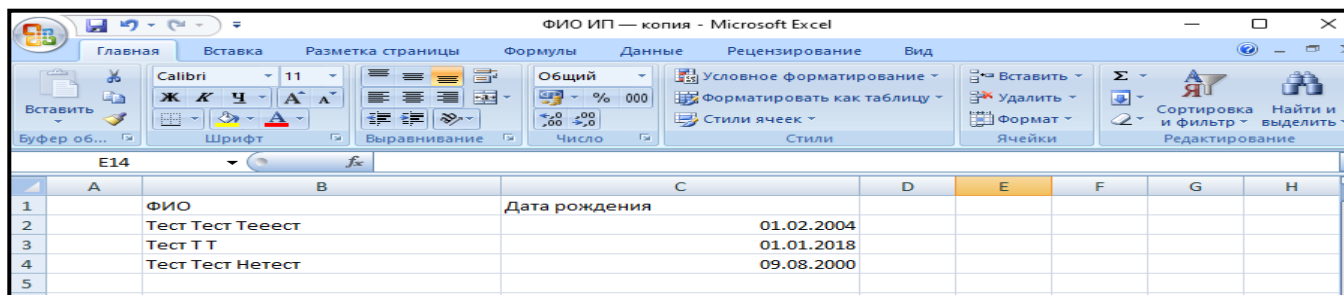 ФИО ИП — копия - Microsoft Excel
Главная Вставка Разметка страницы Формулы Данные Рецензирование Вид
Calibri 11 Общий Условное форматирование Вставить Σ
Вставить Ж К Ч A A % 000 Форматировать как таблицу Удалить Сортировка и фильтр Найти и выделить
Стили ячеек Формат
Буфер об... Шрифт Выравнивание Число Стили Ячейки Редактирование
E14 fx
A B C D E F G H
1 ФИО Дата рождения
2 Тест Тест Тееест 01.02.2004
3 Тест Т Т 01.01.2018
4 Тест Тест Нетест 09.08.2000
5